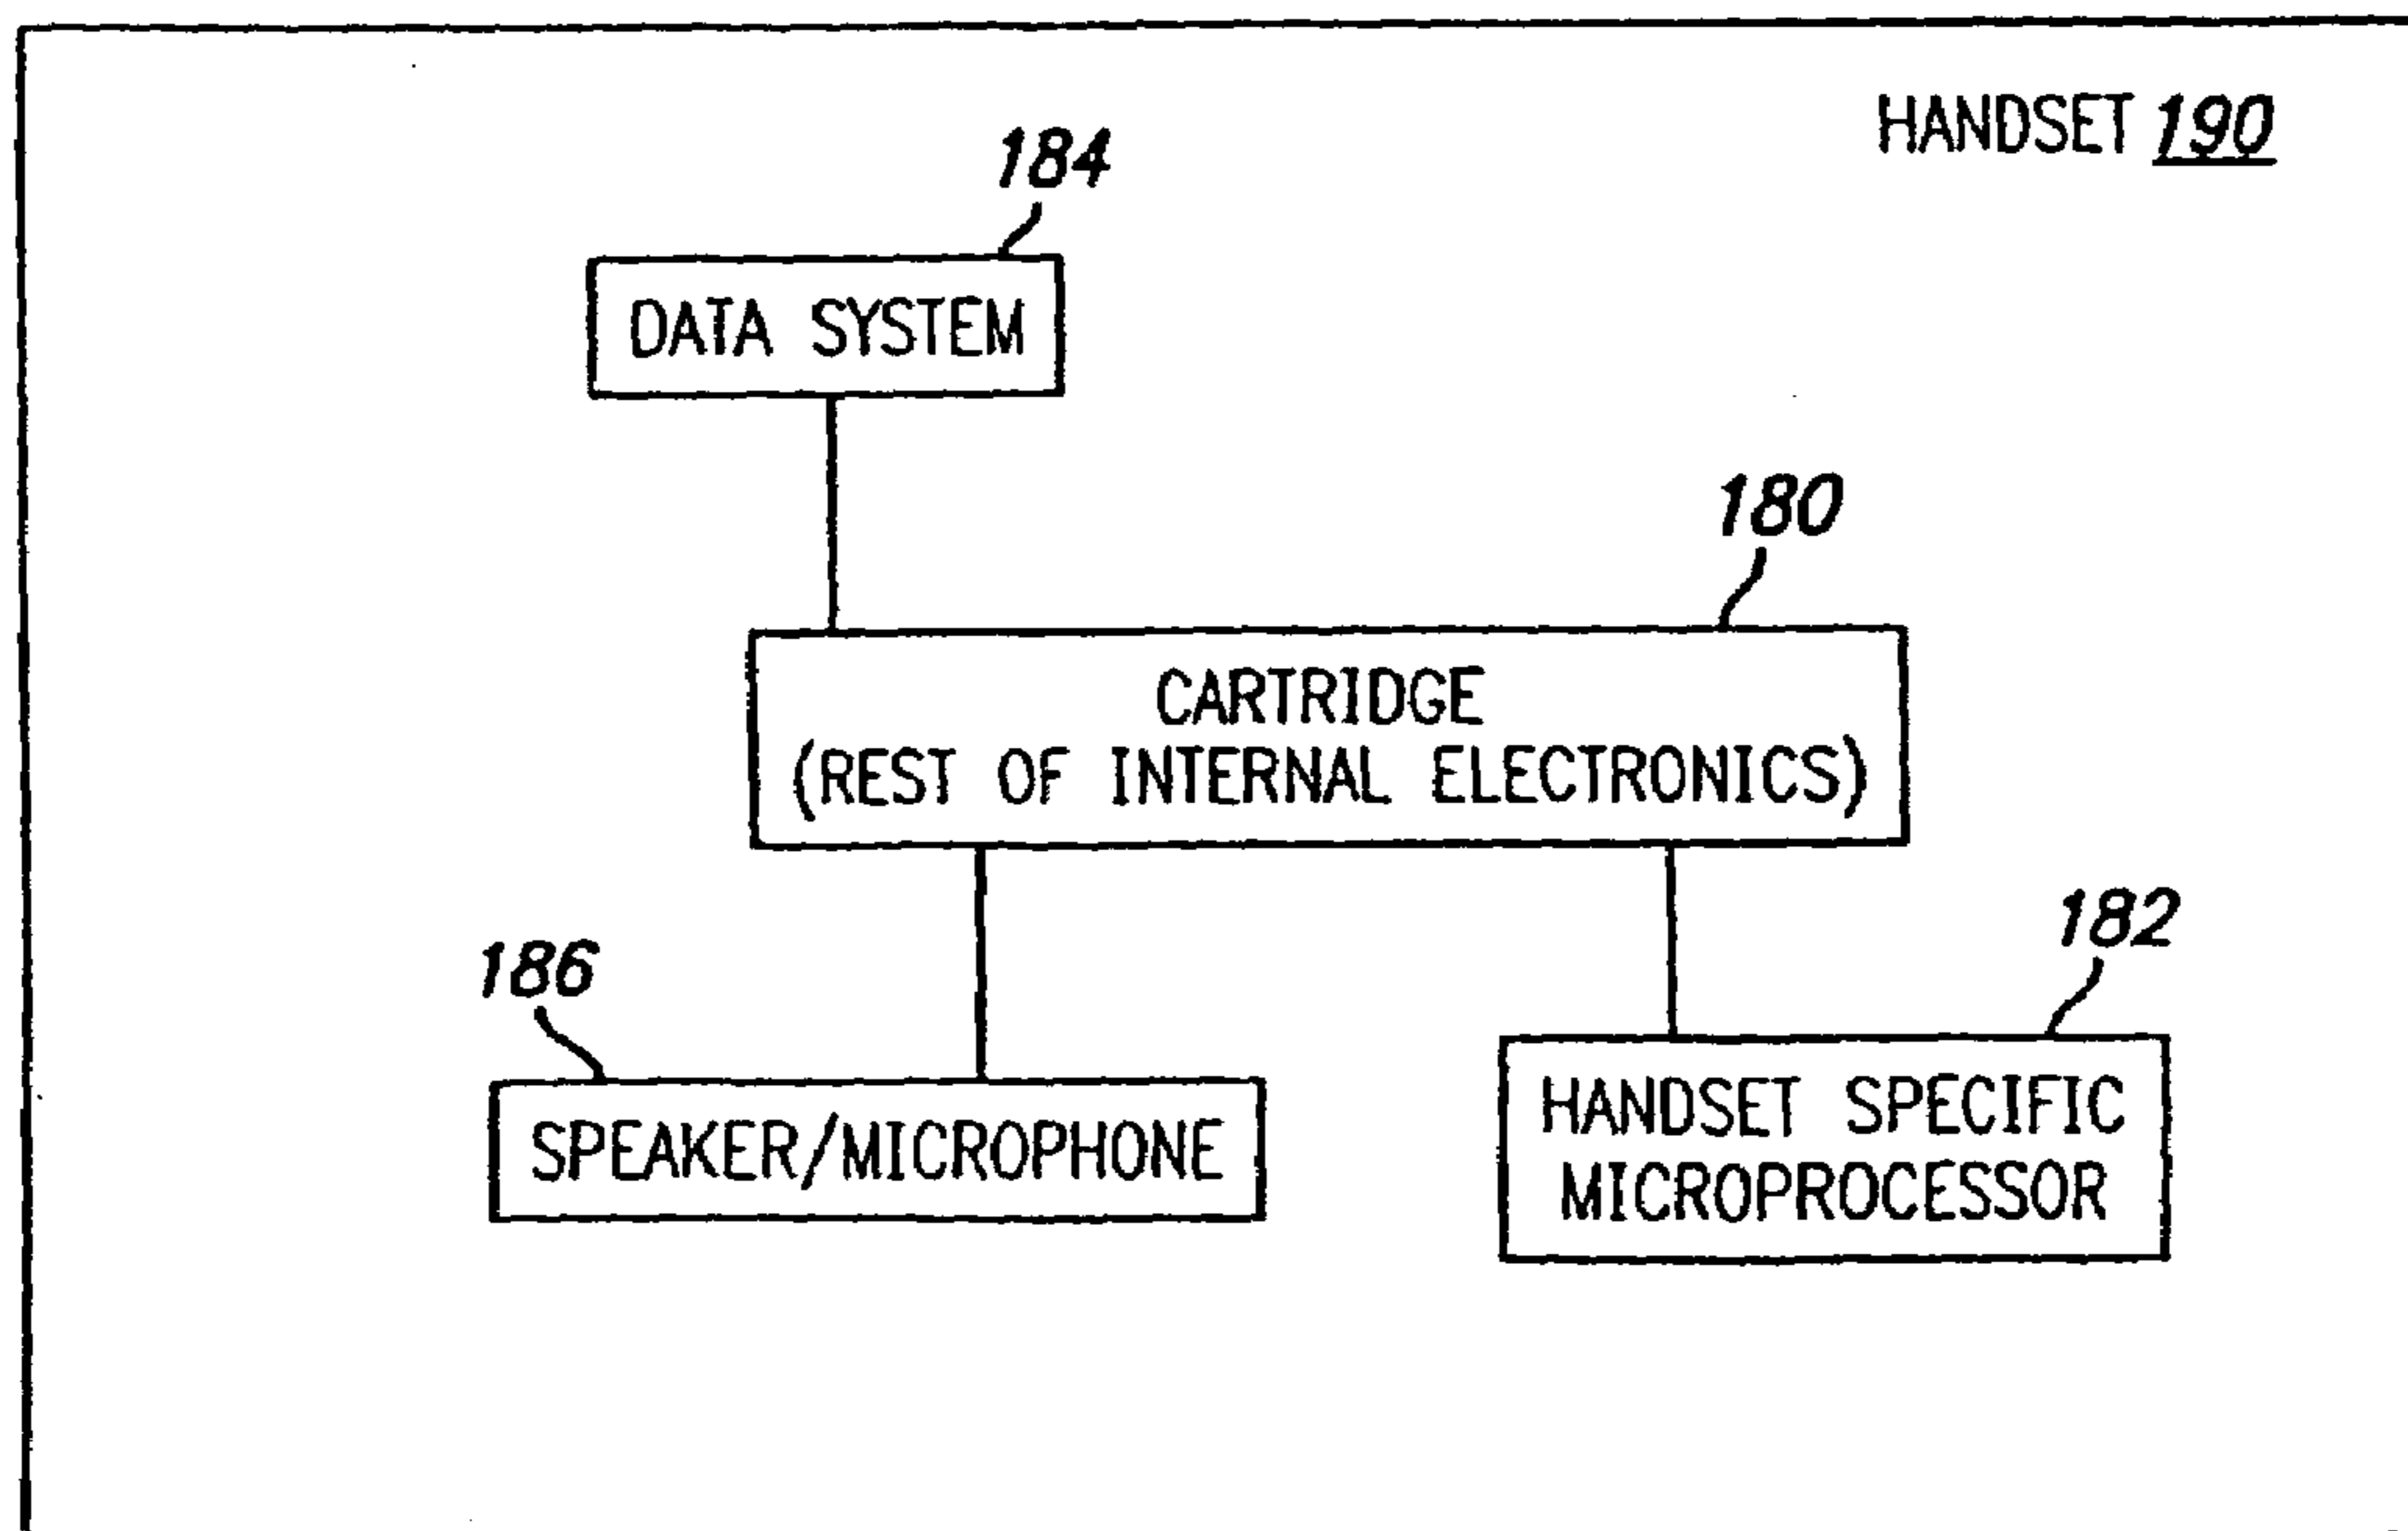 HANDSET 190
184
DATA SYSTEM
180
CARTRIDGE
(REST OF INTERNAL ELECTRONICS)
186
182
SPEAKER/MICROPHONE
HANDSET SPECIFIC
MICROPROCESSOR